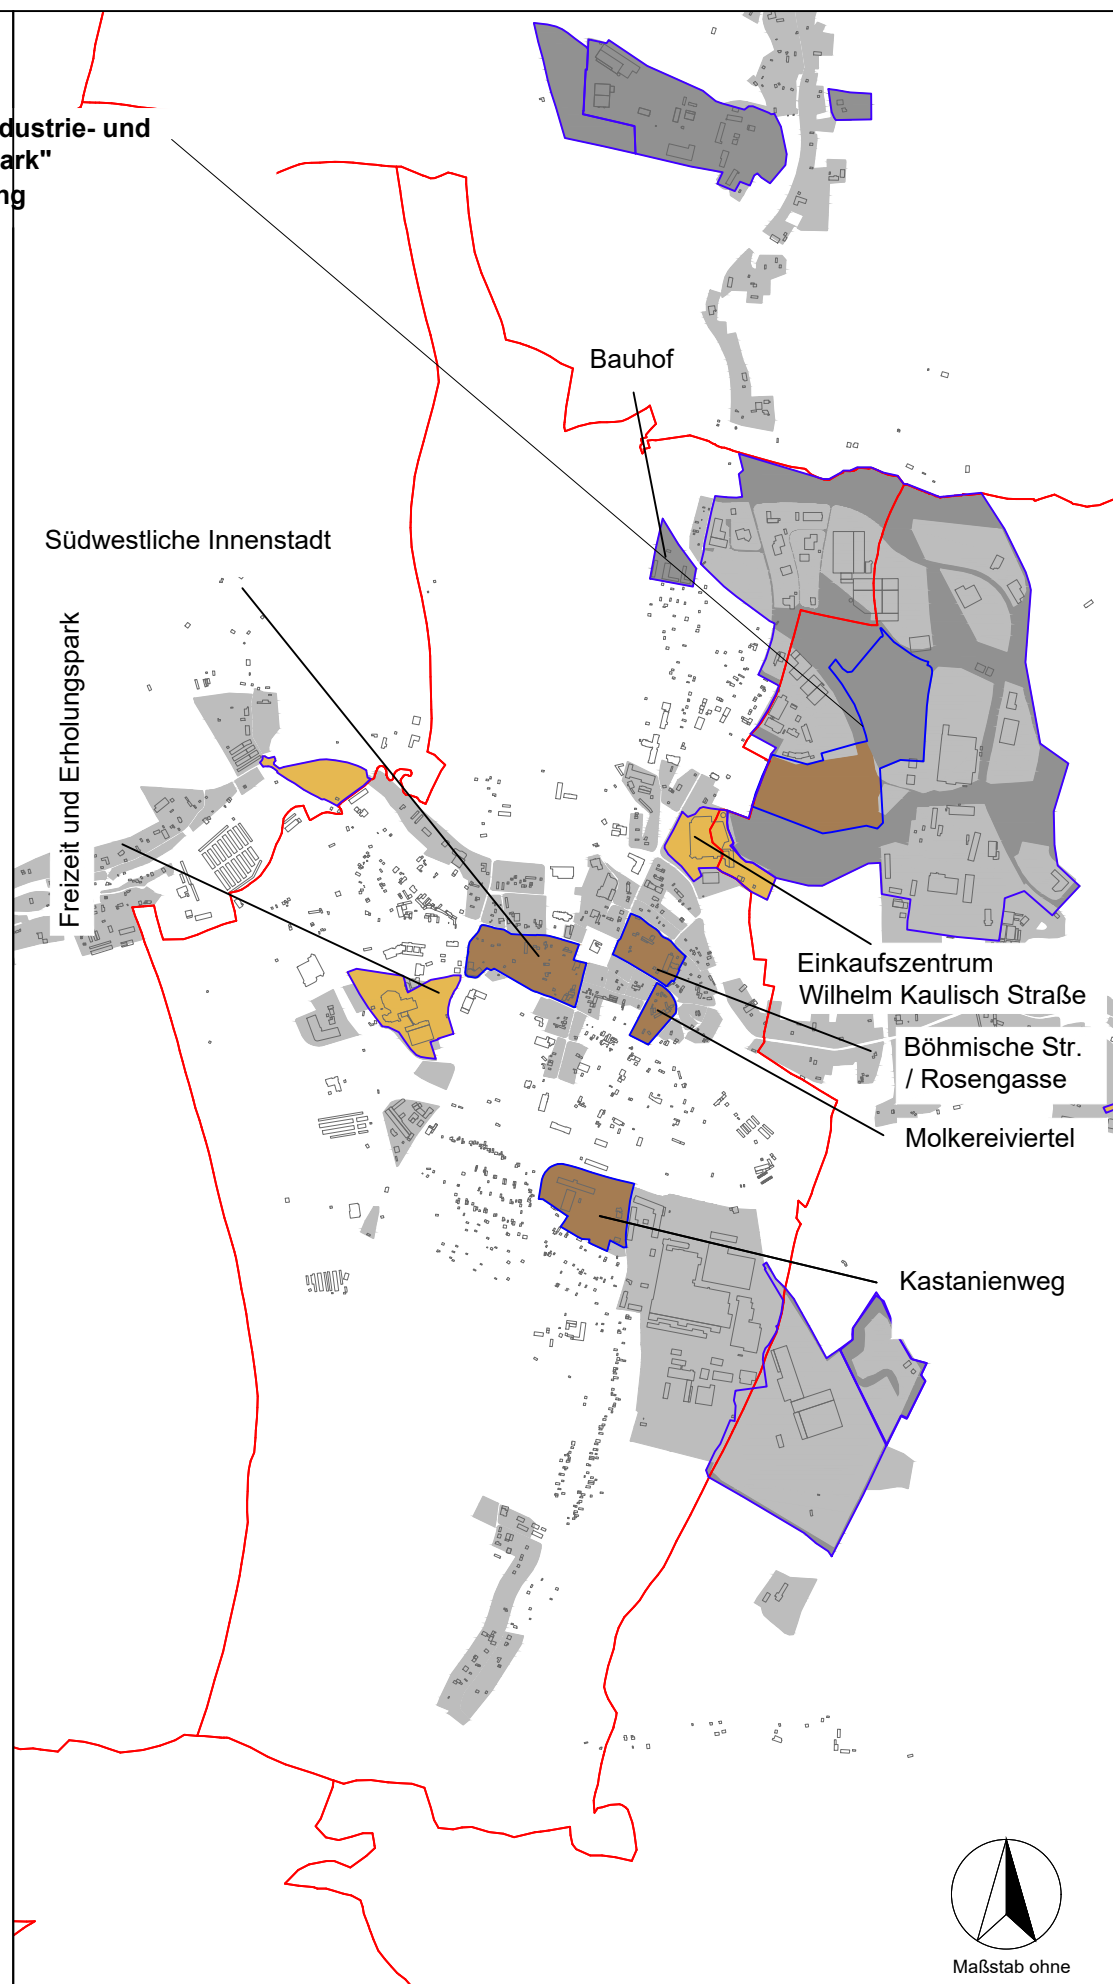 dustrie- und
ark"
ng
Bauhof
Südwestliche Innenstadt
Freizeit und Erholungspark
Einkaufszentrum
Wilhelm Kaulisch Straße
Böhmische Str.
/ Rosengasse
Molkereiviertel
Kastanienweg
Maßstab ohne